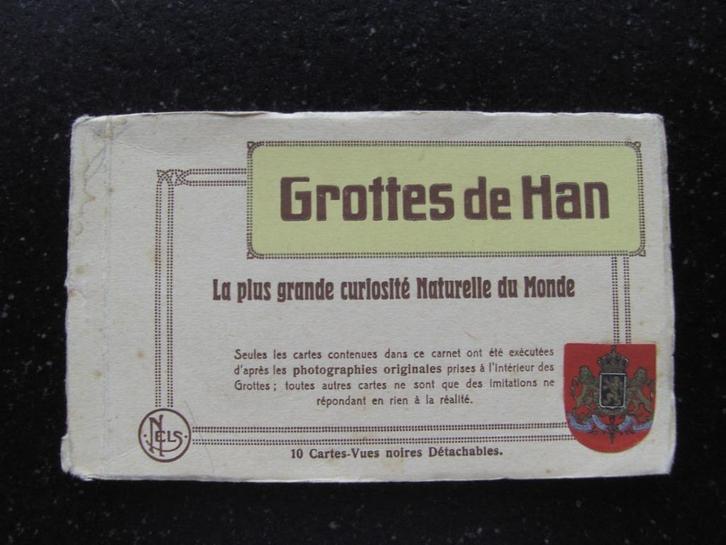 Grottes de Han
La plus grande curiosité Naturelle du Monde
Seules les cartes contenues dans ce carnet ont été exécutées
d'après les photographies originales prises à l'Intérieur des
Grottes ; toutes autres cartes ne sont que des imitations ne
répondant en rien à la réalité.
NELS
10 Cartes-Vues noires Détachables.